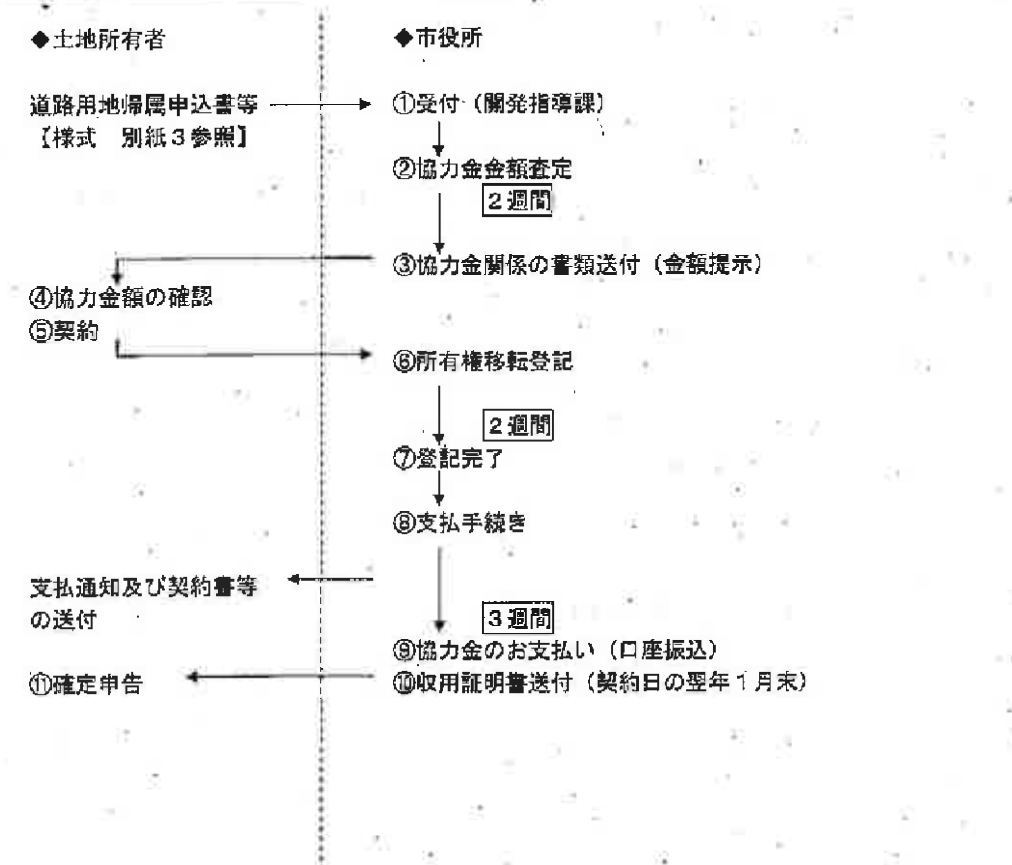 ◆土地所有者
◆市役所
道路用地帰属申込書等
【様式　別紙3参照】
①受付（開発指導課）
②協力金金額査定
2週間
③協力金関係の書類送付（金額提示）
④協力金額の確認
⑤契約
⑥所有権移転登記
2週間
⑦登記完了
⑧支払手続き
支払通知及び契約書等
の送付
3週間
⑨協力金のお支払い（口座振込）
⑩収用証明書送付（契約日の翌年1月末）
⑪確定申告